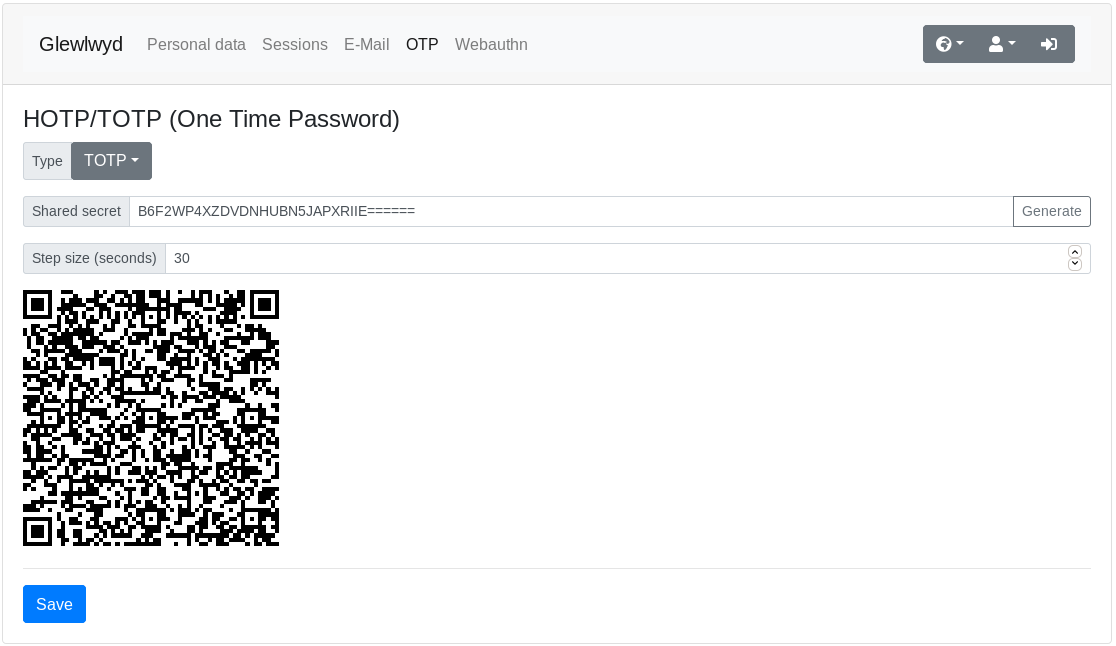 Glewlwyd Personal data Sessions E-Mail OTP Webauthn
HOTP/TOTP (One Time Password)
Type TOTP
Shared secret B6F2WP4XZDVDNHUBN5JAPXRIIE====== Generate
Step size (seconds) 30
Save